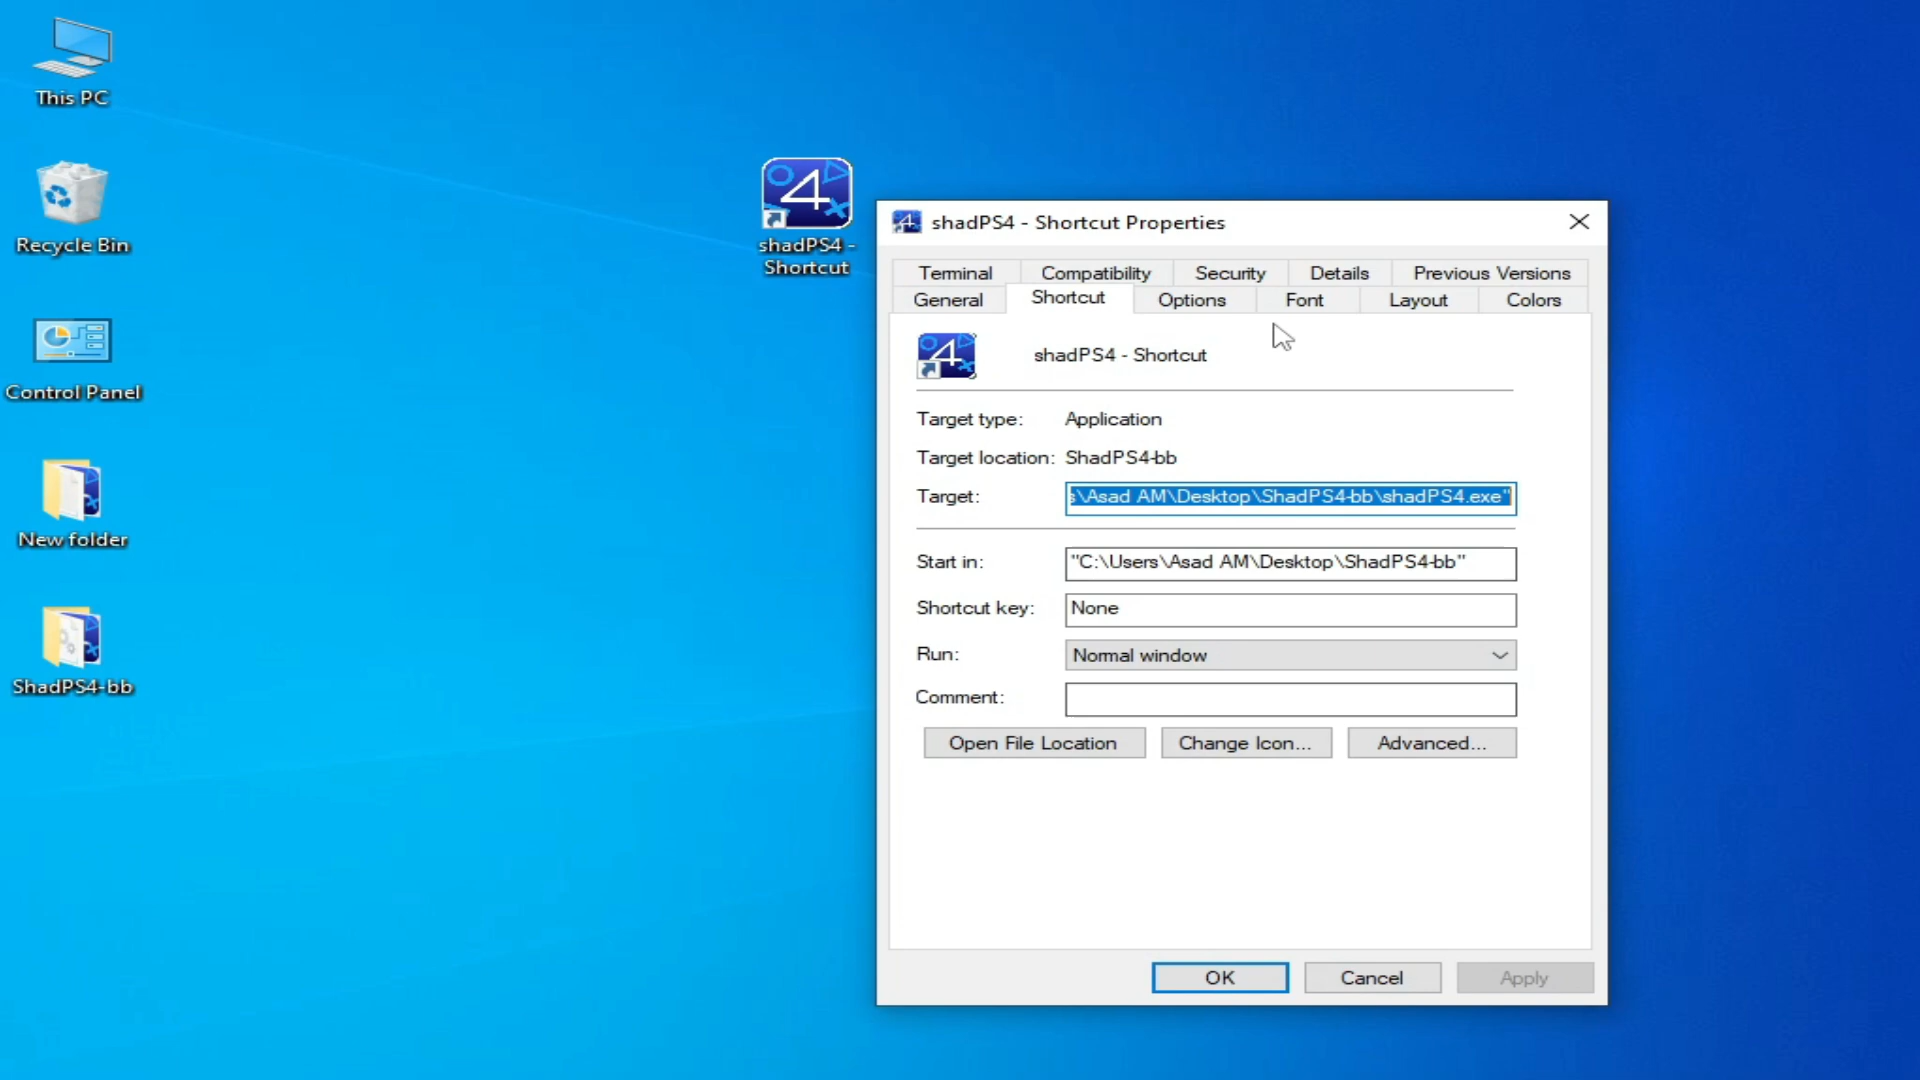 This PC
Recycle Bin
Control Panel
New folder
ShadPS4-bb
shadPS4 -
Shortcut
shadPS4 - Shortcut Properties
Terminal Compatibility Security Details Previous Versions
General Shortcut Options Font Layout Colors
shadPS4 - Shortcut
Target type: Application
Target location: ShadPS4-bb
Target: s\Asad AM\Desktop\ShadPS4-bb\shadPS4.exe"
Start in: "C:\Users\Asad AM\Desktop\ShadPS4-bb"
Shortcut key: None
Run: Normal window
Comment:
Open File Location Change Icon... Advanced...
OK Cancel Apply